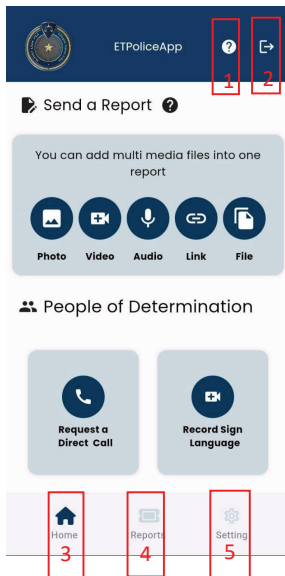 ETPoliceApp
1
2
Send a Report
You can add multi media files into one
report
Photo Video Audio Link File
People of Determination
Request a
Direct Call
Record Sign
Language
Home Reports Setting
3 4 5